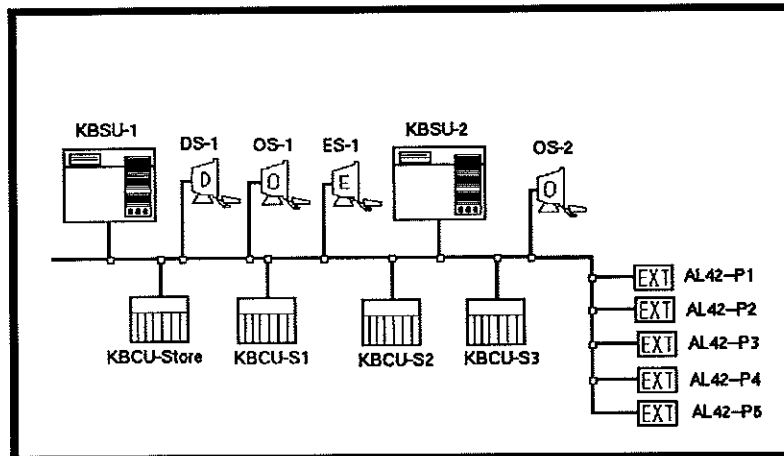 KBSU-1
DS-1
OS-1
ES-1
KBSU-2
OS-2
D
O
E
O
KBCU-Store
KBCU-S1
KBCU-S2
KBCU-S3
EXT AL42-P1
EXT AL42-P2
EXT AL42-P3
EXT AL42-P4
EXT AL42-P5